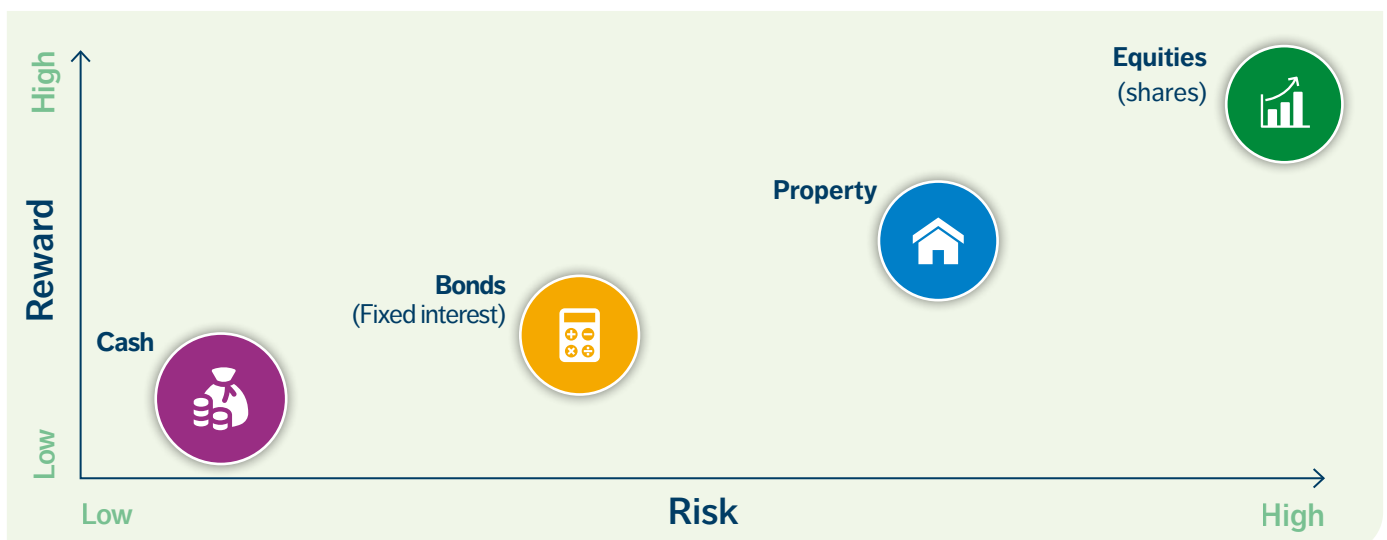 High
Equities
(shares)
Property
Reward
Bonds
(Fixed interest)
Cash
Low
Low
Risk
High